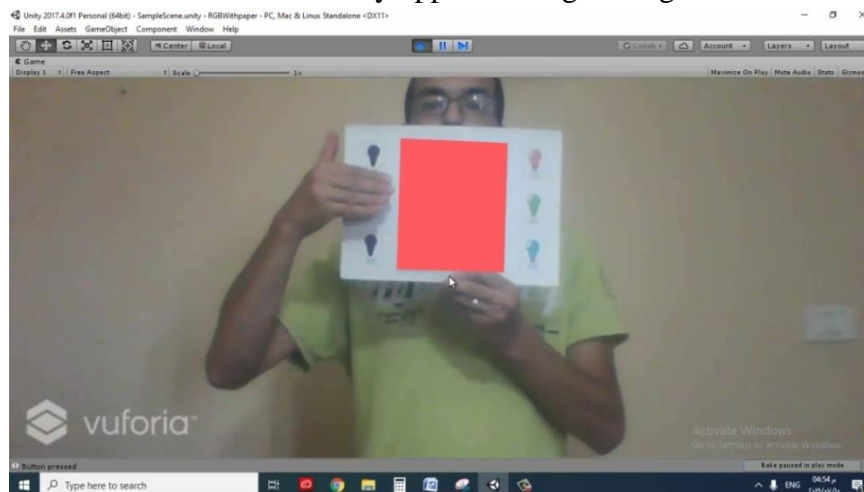 Unity 2017.4.0f1 Personal (64bit) - SampleScene.unity - RGBWithpaper - PC, Mac & Linux Standalone <DX11>
File Edit Assets GameObject Component Window Help
Center Local Collab Account Layers Layout
Game
Display 1 Free Aspect Scale 1x Maximize On Play Mute Audio Stats Gizmos
vuforia
Activate Windows
Go to Settings to activate Windows.
Button pressed Bake paused in play mode
Type here to search ENG 04:54 م